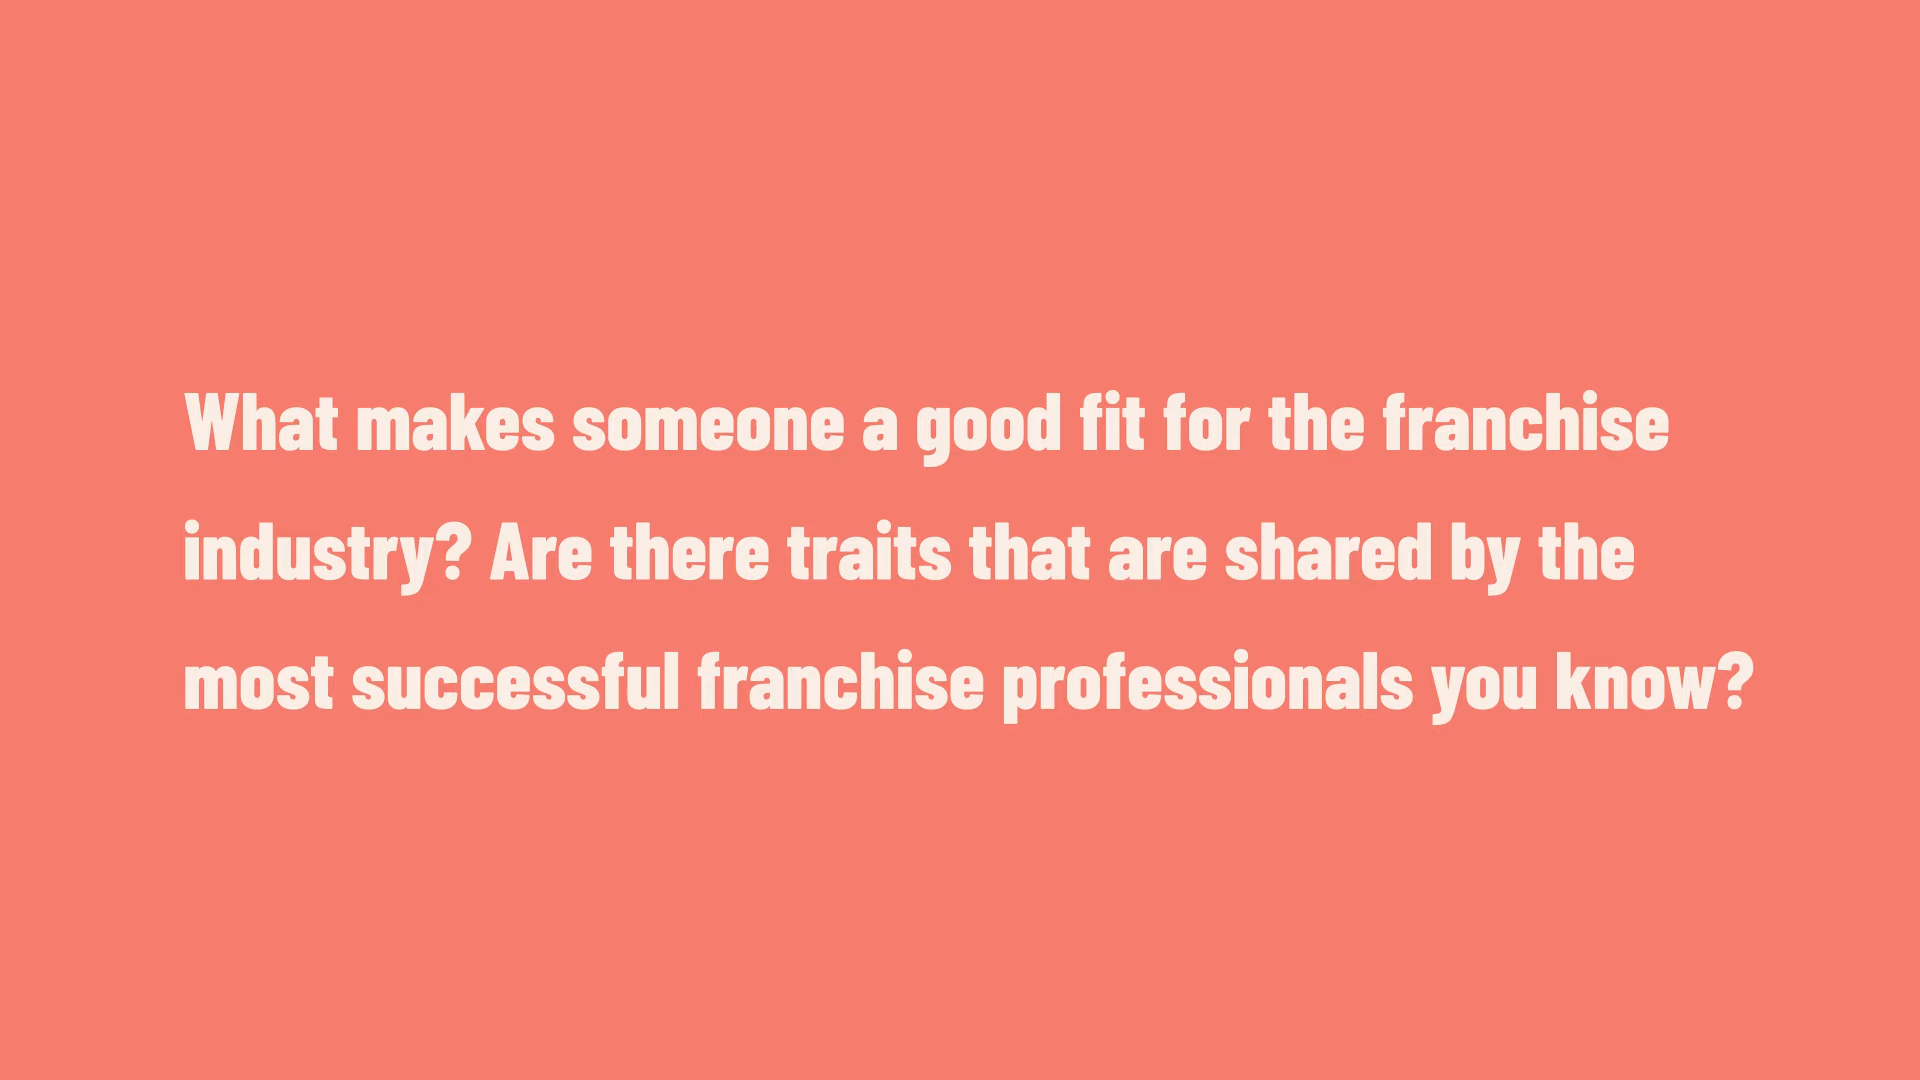 What makes someone a good fit for the franchise
industry? Are there traits that are shared by the
most successful franchise professionals you know?